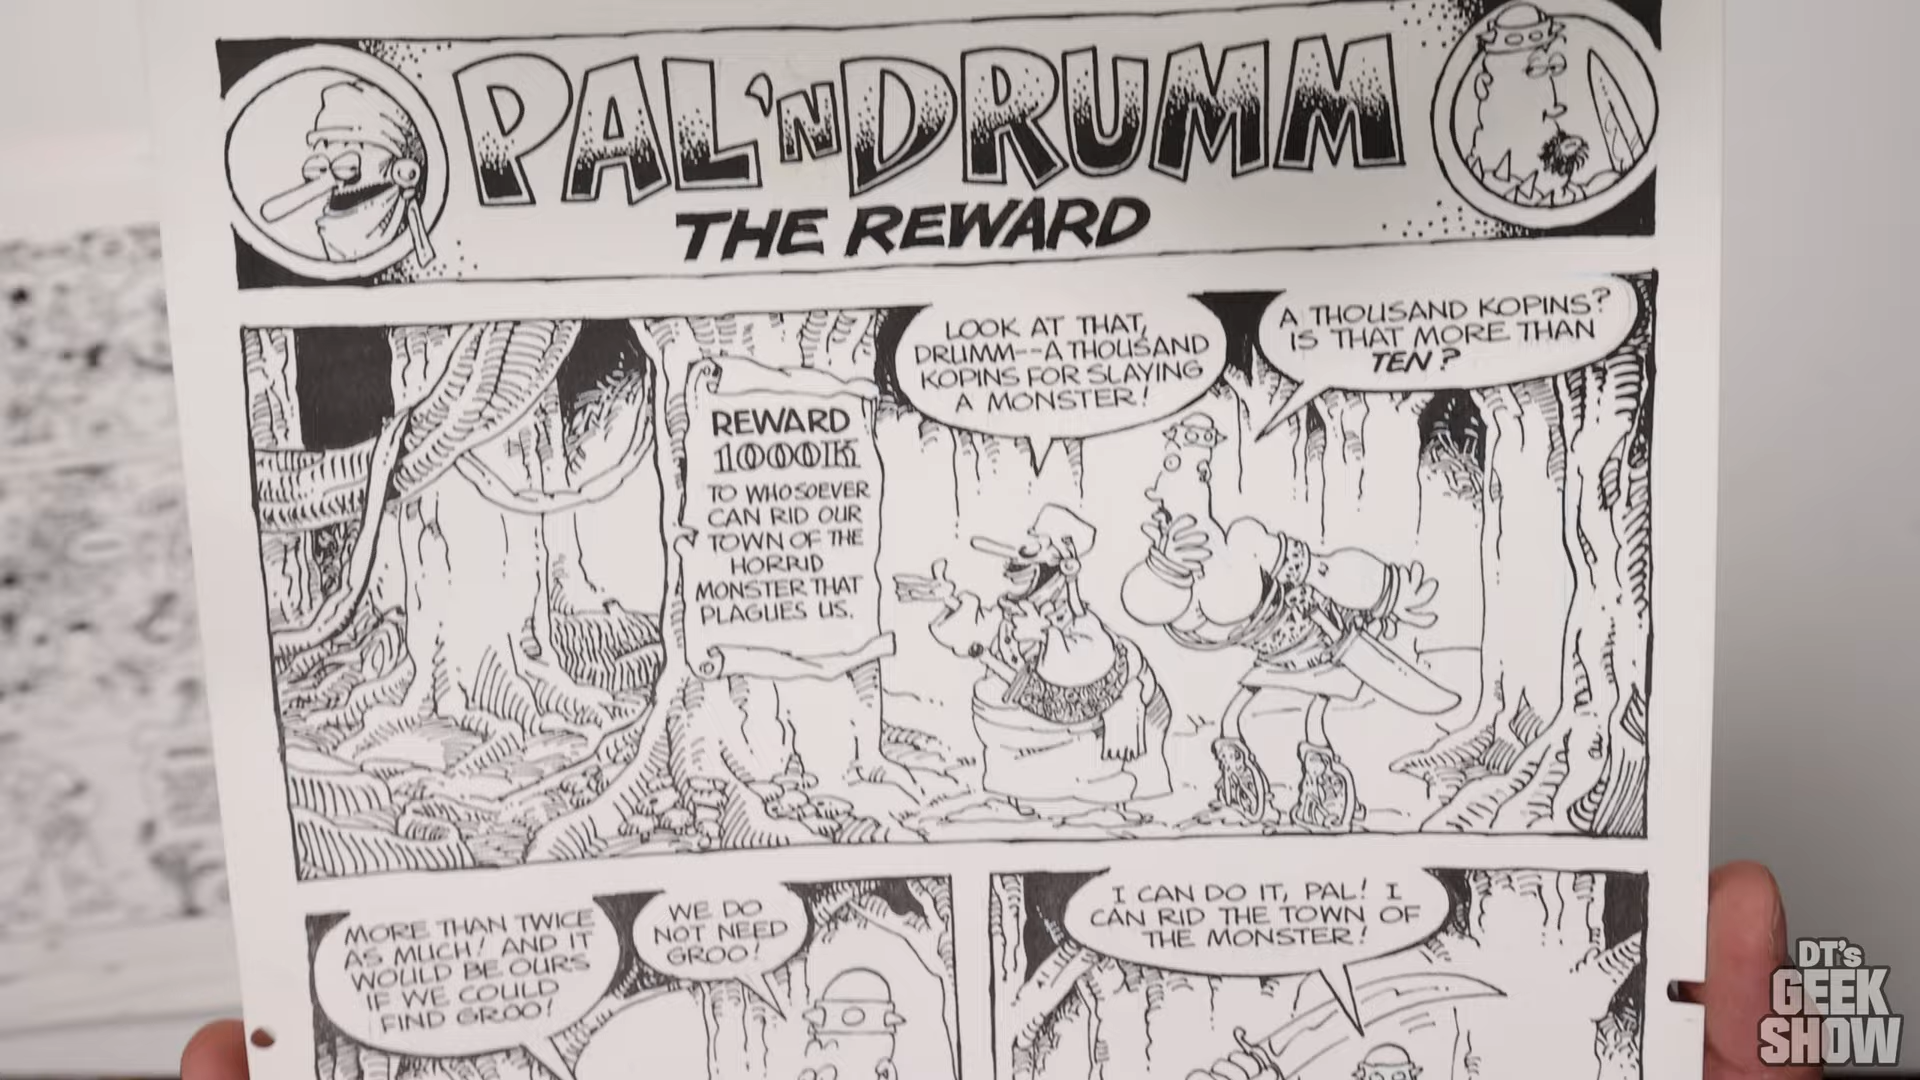 PAL 'N DRUMM
THE REWARD
LOOK AT THAT,
DRUMM--A THOUSAND
KOPINS FOR SLAYING
A MONSTER!
A THOUSAND KOPINS?
IS THAT MORE THAN
TEN?
REWARD
1000K
TO WHOSOEVER
CAN RID OUR
TOWN OF THE
HORRID
MONSTER THAT
PLAGUES US.
MORE THAN TWICE
AS MUCH! AND IT
WOULD BE OURS
IF WE COULD
FIND GROO!
WE DO
NOT NEED
GROO!
I CAN DO IT, PAL! I
CAN RID THE TOWN OF
THE MONSTER!
DT's
GEEK
SHOW